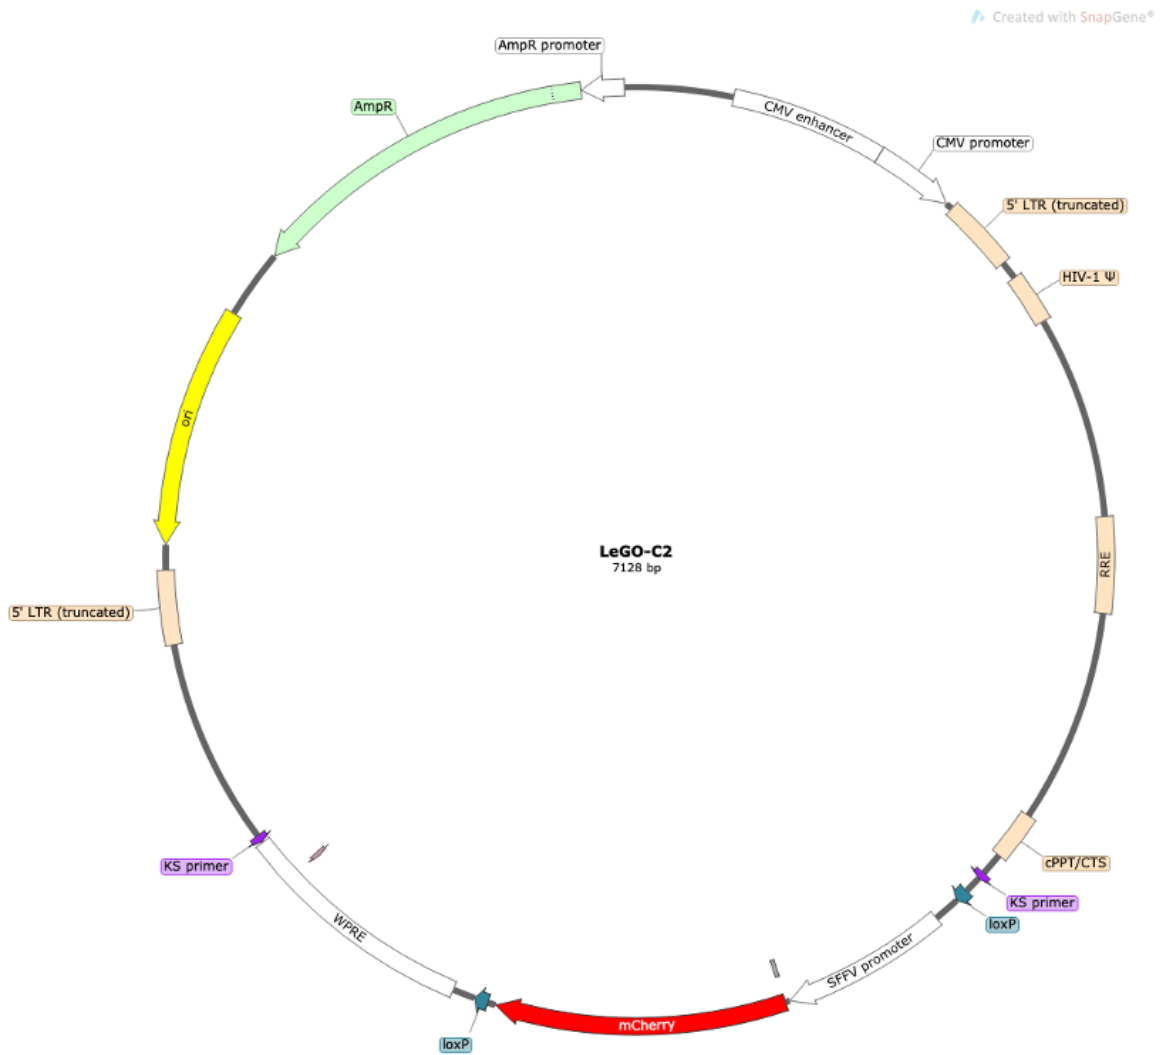 Created with SnapGene®
AmpR promoter
CMV enhancer
CMV promoter
5' LTR (truncated)
HIV-1 Ψ
RRE
cPPT/CTS
KS primer
loxP
SFFV promoter
mCherry
loxP
WPRE
KS primer
5' LTR (truncated)
ori
AmpR
LeGO-C2
7128 bp